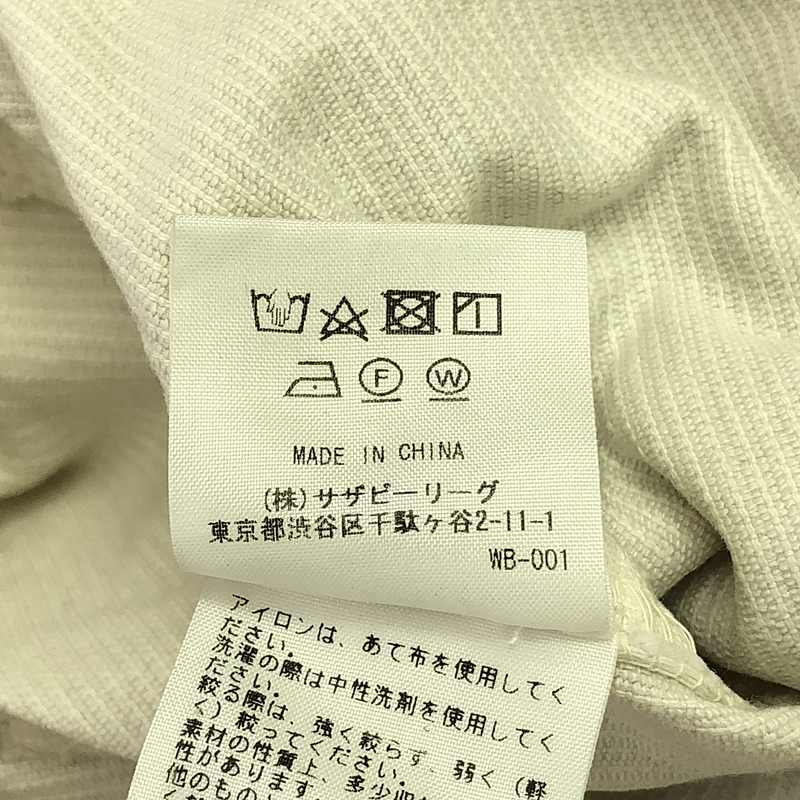 F W
MADE IN CHINA
(株)サザビーリーグ
東京都渋谷区千駄ケ谷2-11-1
WB-001
アイロンは、あて布を使用してく
ださい。
洗濯の際は中性洗剤を使用してく
ださい。
絞る際は、強く絞らず、弱く(軽
く)絞ってください。
素材の性質上、多少収
性があります
他のもの
くだ